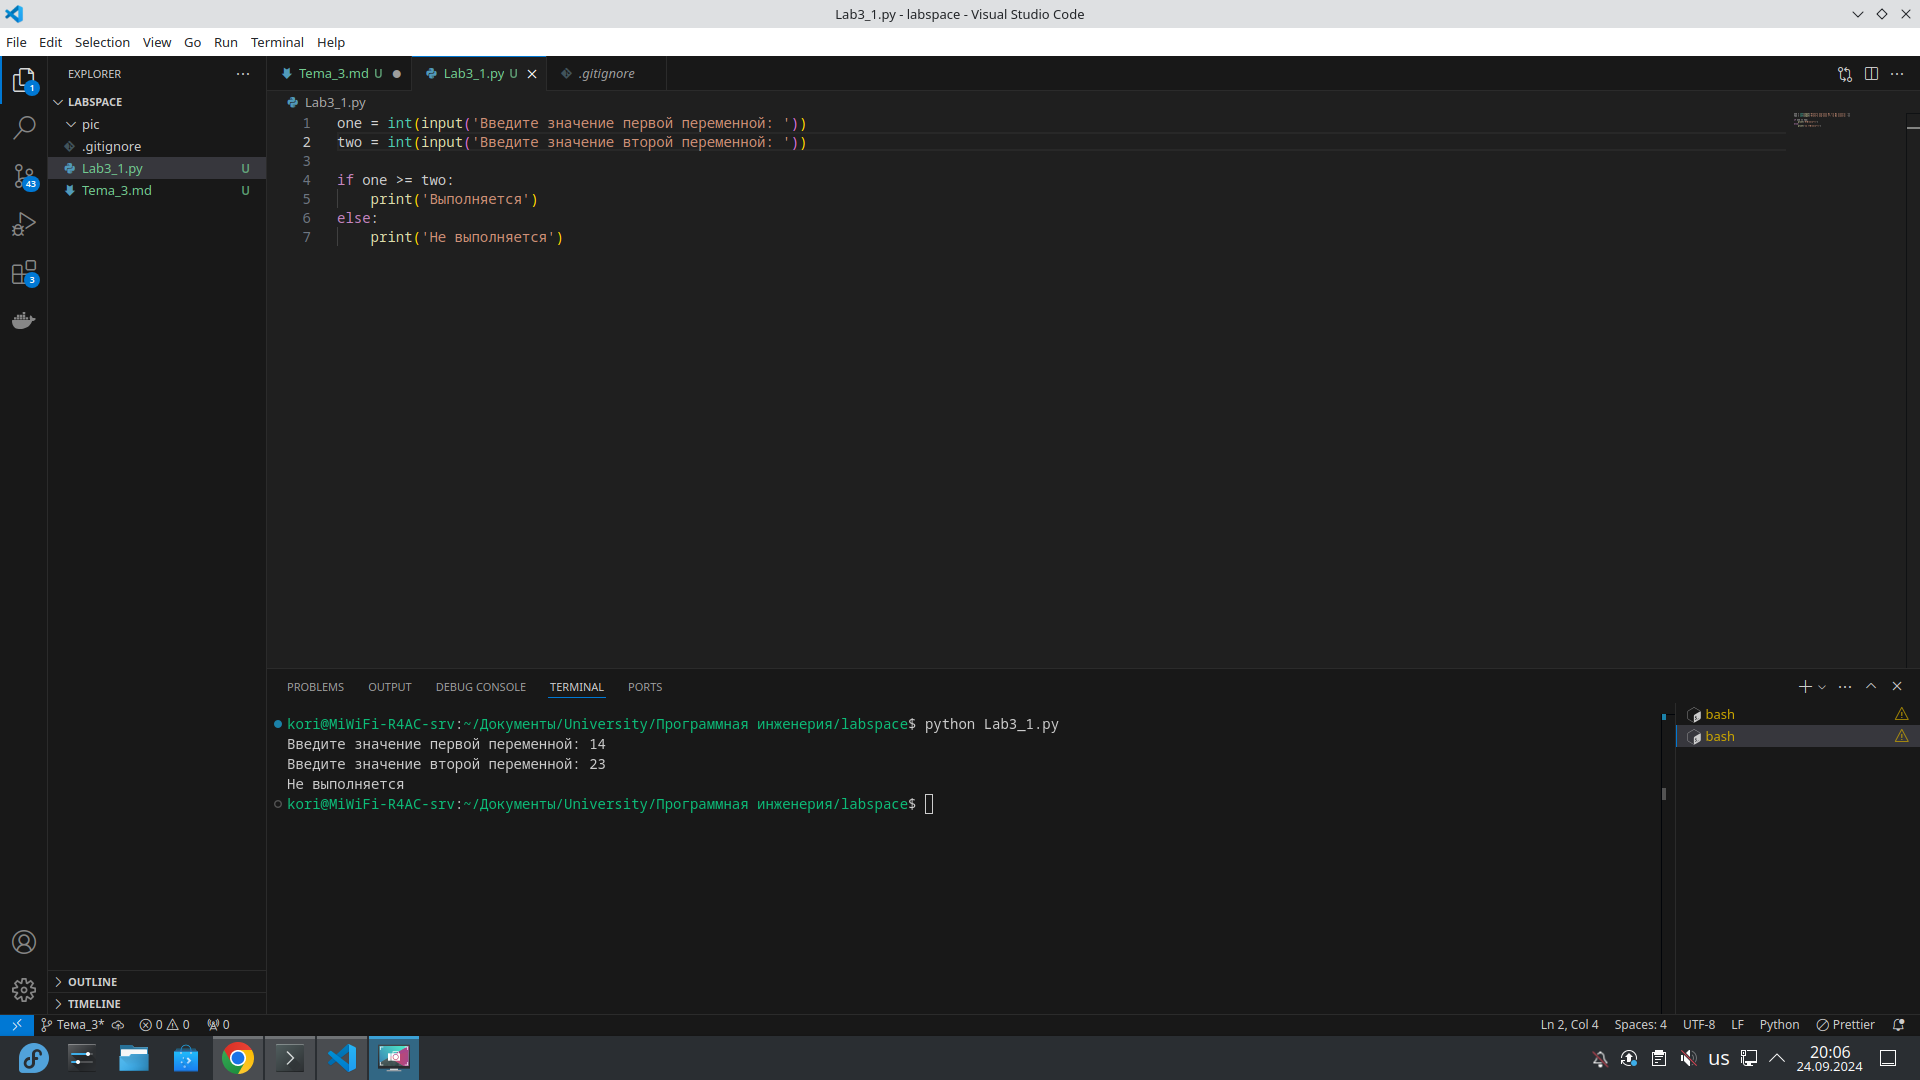 Lab3_1.py - labspace - Visual Studio Code
File Edit Selection View Go Run Terminal Help
EXPLORER
LABSPACE
pic
.gitignore
Lab3_1.py U
Tema_3.md U
1
43
3
OUTLINE
TIMELINE
Tema_3.md U
Lab3_1.py U
.gitignore
Lab3_1.py
1 one = int(input('Введите значение первой переменной: '))
2 two = int(input('Введите значение второй переменной: '))
3
4 if one >= two:
5     print('Выполняется')
6 else:
7     print('Не выполняется')
PROBLEMS OUTPUT DEBUG CONSOLE TERMINAL PORTS
kori@MiWiFi-R4AC-srv:~/Документы/University/Программная инженерия/labspace$ python Lab3_1.py
Введите значение первой переменной: 14
Введите значение второй переменной: 23
Не выполняется
kori@MiWiFi-R4AC-srv:~/Документы/University/Программная инженерия/labspace$
bash
bash
Тема_3* 0 0 0
Ln 2, Col 4 Spaces: 4 UTF-8 LF Python Prettier
us
20:06
24.09.2024